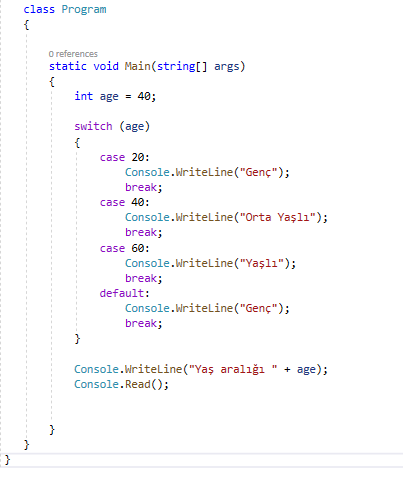 class Program
{
0 references
static void Main(string[] args)
{
int age = 40;
switch (age)
{
case 20:
Console.WriteLine("Genç");
break;
case 40:
Console.WriteLine("Orta Yaşlı");
break;
case 60:
Console.WriteLine("Yaşlı");
break;
default:
Console.WriteLine("Genç");
break;
}
Console.WriteLine("Yaş aralığı " + age);
Console.Read();
}
}
}